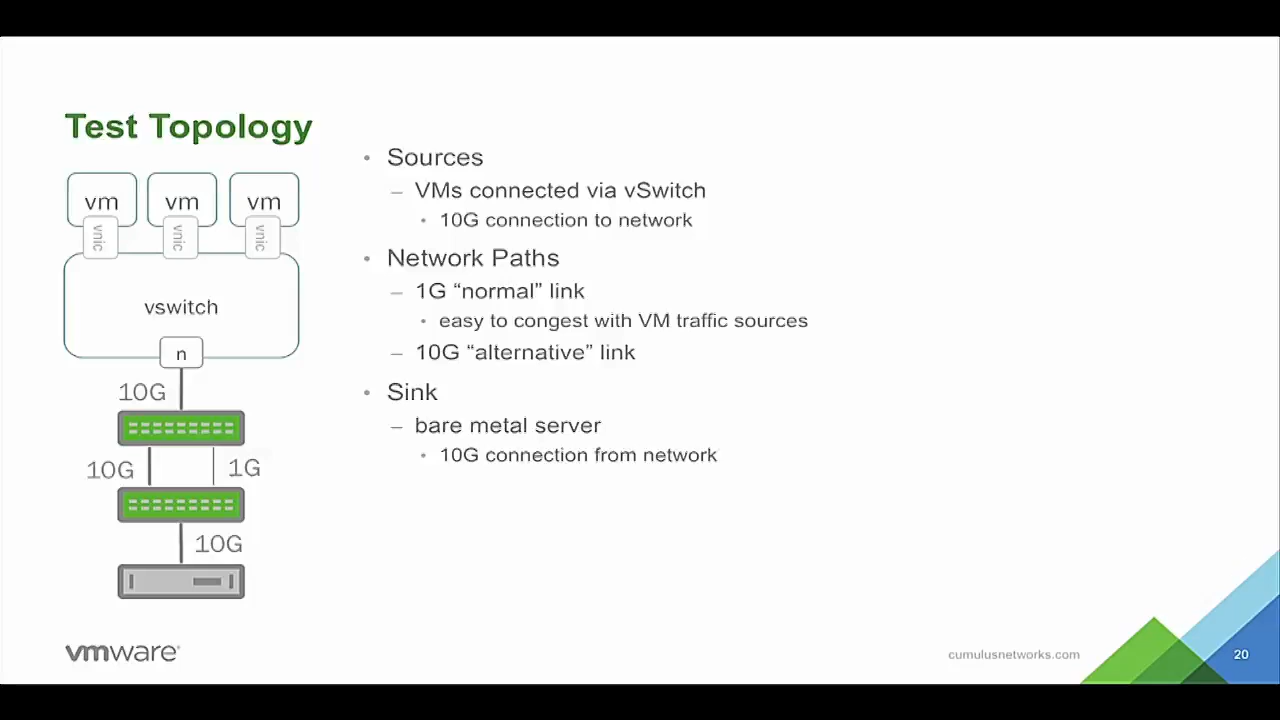 Test Topology
vm vm vm
vnic vnic vnic
vswitch
n
10G
10G 1G
10G
• Sources
– VMs connected via vSwitch
• 10G connection to network
• Network Paths
– 1G “normal” link
• easy to congest with VM traffic sources
– 10G “alternative” link
• Sink
– bare metal server
• 10G connection from network
vmware®
cumulusnetworks.com
20